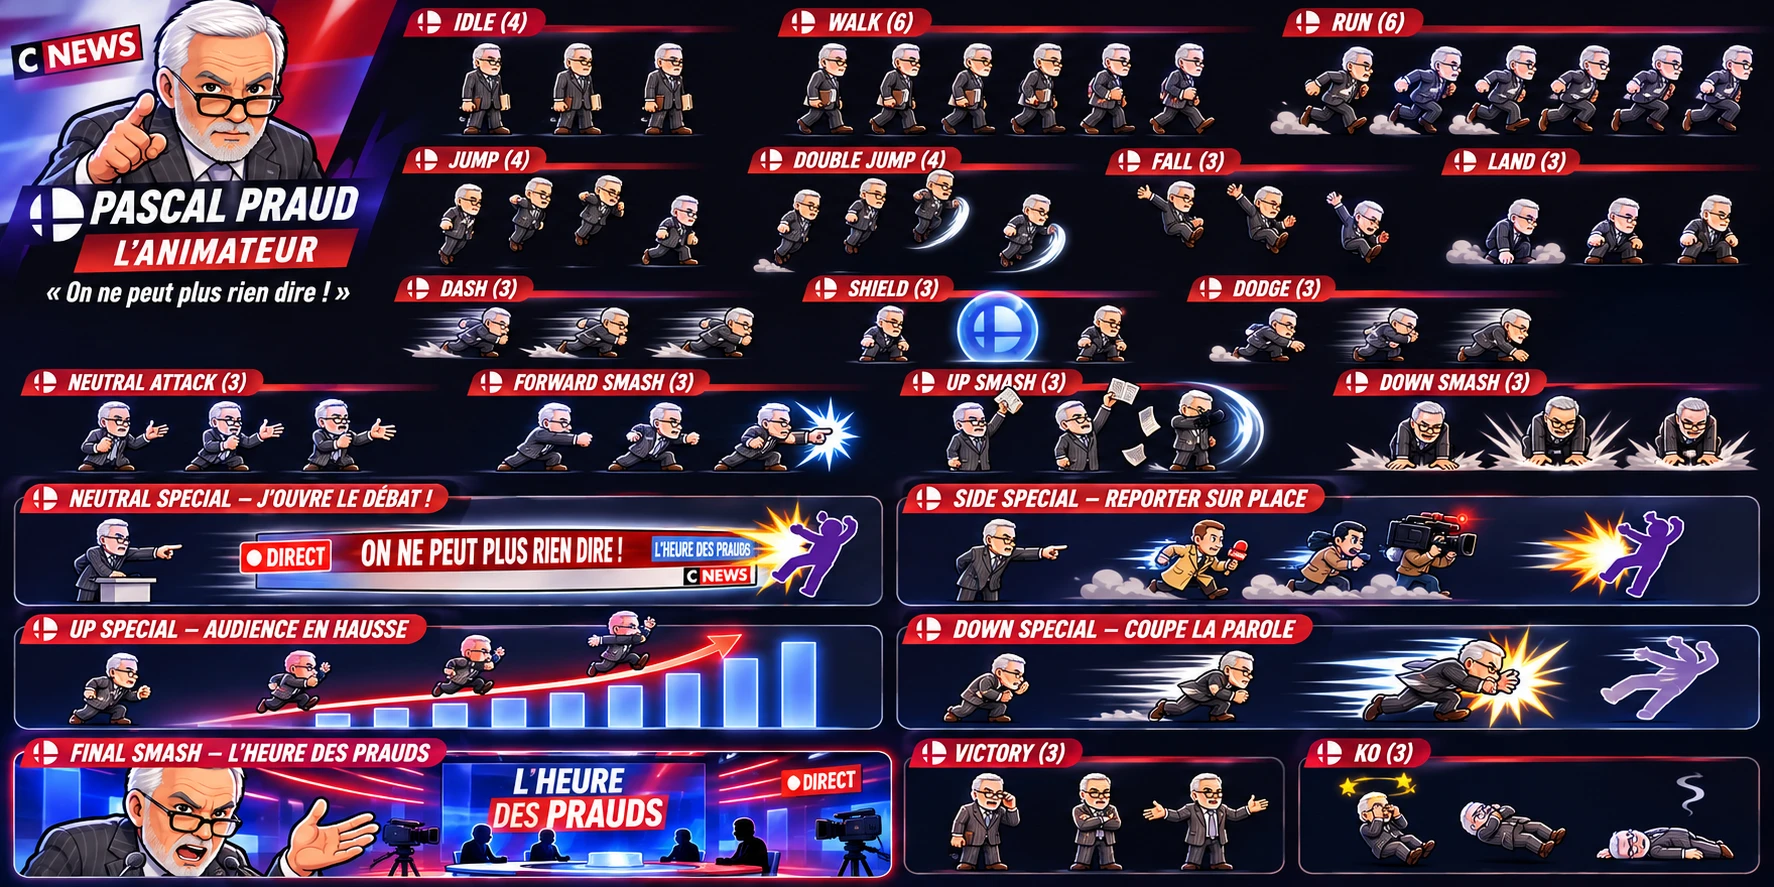 C NEWS
PASCAL PRAUD
L'ANIMATEUR
« On ne peut plus rien dire ! »
IDLE (4)
WALK (6)
RUN (6)
JUMP (4)
DOUBLE JUMP (4)
FALL (3)
LAND (3)
DASH (3)
SHIELD (3)
DODGE (3)
NEUTRAL ATTACK (3)
FORWARD SMASH (3)
UP SMASH (3)
DOWN SMASH (3)
NEUTRAL SPECIAL – J'OUVRE LE DÉBAT !
DIRECT
ON NE PEUT PLUS RIEN DIRE !
L'HEURE DES PRAUDS
C NEWS
SIDE SPECIAL – REPORTER SUR PLACE
UP SPECIAL – AUDIENCE EN HAUSSE
DOWN SPECIAL – COUPE LA PAROLE
FINAL SMASH – L'HEURE DES PRAUDS
L'HEURE
DES PRAUDS
DIRECT
VICTORY (3)
KO (3)